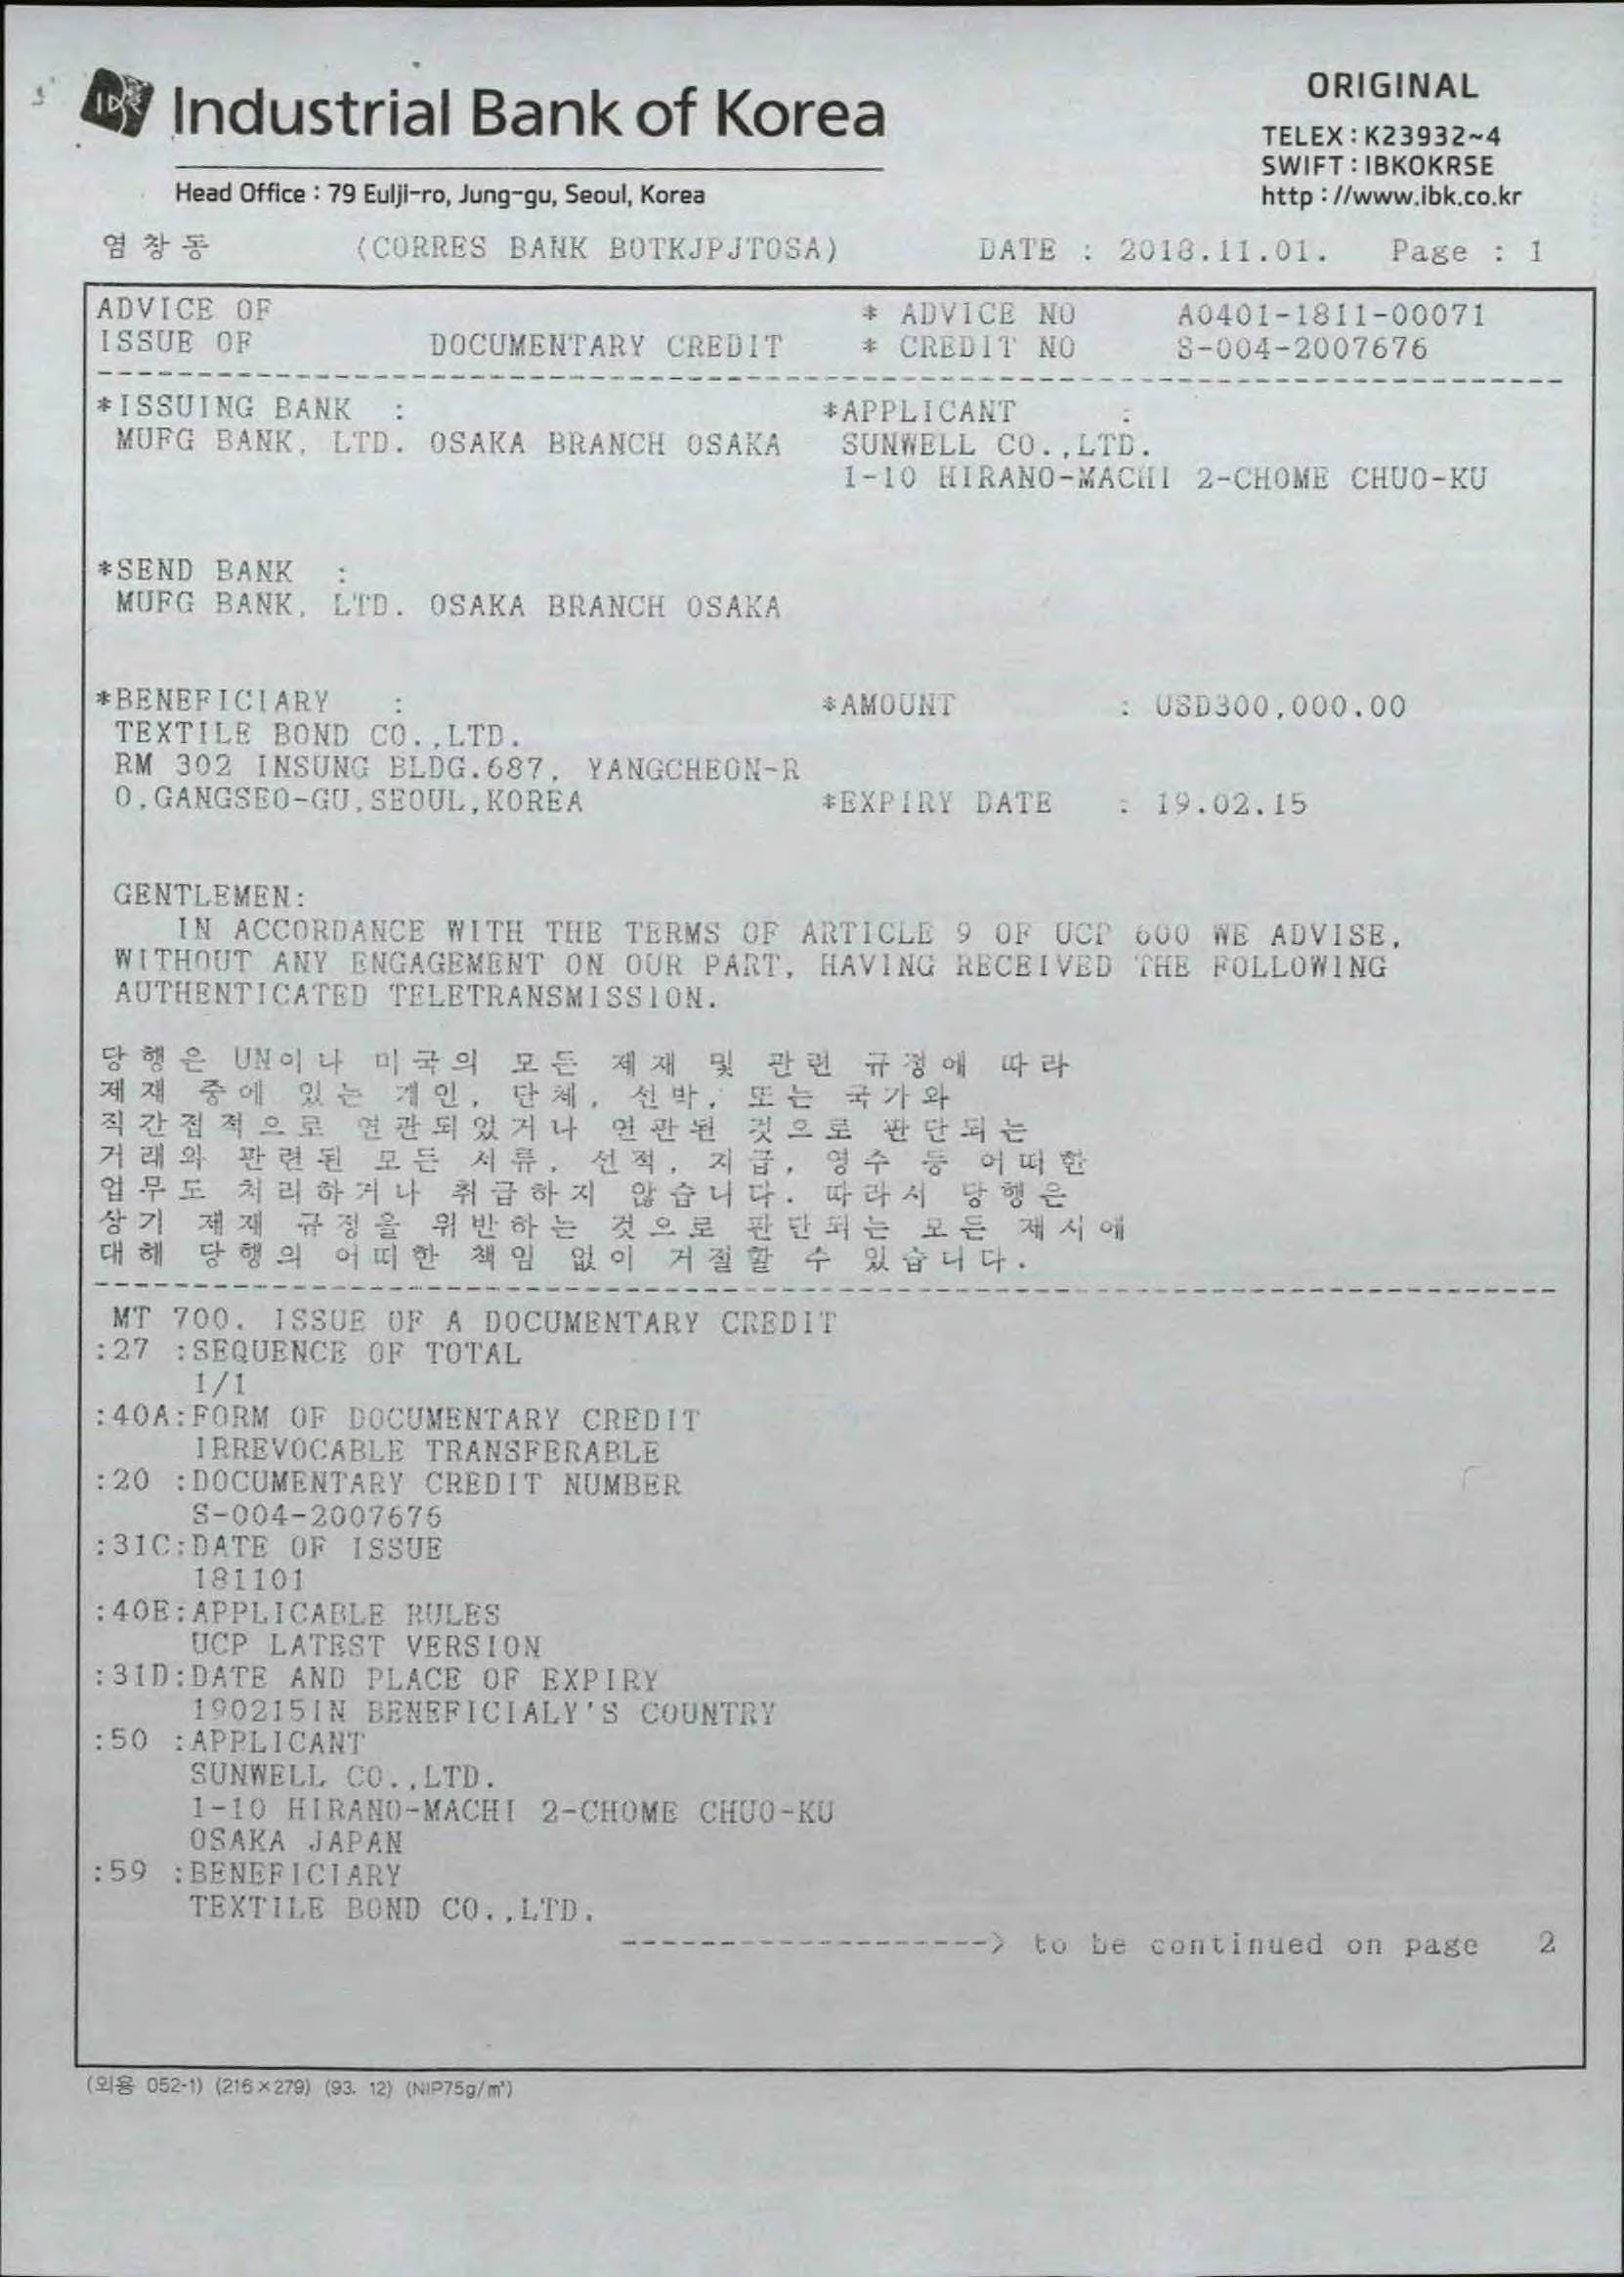 Industrial Bank of Korea
ORIGINAL
TELEX : K23932~4
SWIFT : IBKOKRSE
http : //www.ibk.co.kr
Head Office : 79 Eulji-ro, Jung-gu, Seoul, Korea
염창동 (CORRES BANK BOTKJPJTOSA) DATE : 2018.11.01. Page : 1
ADVICE OF * ADVICE NO A0401-1811-00071
ISSUE OF DOCUMENTARY CREDIT * CREDIT NO S-004-2007676
*ISSUING BANK : *APPLICANT :
MUFG BANK, LTD. OSAKA BRANCH OSAKA SUNWELL CO.,LTD.
1-10 HIRANO-MACHI 2-CHOME CHUO-KU
*SEND BANK :
MUFG BANK, LTD. OSAKA BRANCH OSAKA
*BENEFICIARY : *AMOUNT : USD300,000.00
TEXTILE BOND CO.,LTD.
RM 302 INSUNG BLDG.687, YANGCHEON-R
O,GANGSEO-GU,SEOUL,KOREA *EXPIRY DATE : 19.02.15
GENTLEMEN:
IN ACCORDANCE WITH THE TERMS OF ARTICLE 9 OF UCP 600 WE ADVISE,
WITHOUT ANY ENGAGEMENT ON OUR PART, HAVING RECEIVED THE FOLLOWING
AUTHENTICATED TELETRANSMISSION.
당행은 UN이나 미국의 모든 제재 및 관련 규정에 따라
제재 중에 있는 개인, 단체, 선박, 또는 국가와
직간접적으로 연관되었거나 연관된 것으로 판단되는
거래와 관련된 모든 서류, 선적, 지급, 영수 등 어떠한
업무도 처리하거나 취급하지 않습니다. 따라서 당행은
상기 제재 규정을 위반하는 것으로 판단되는 모든 제시에
대해 당행의 어떠한 책임 없이 거절할 수 있습니다.
MT 700. ISSUE OF A DOCUMENTARY CREDIT
:27 :SEQUENCE OF TOTAL
1/1
:40A:FORM OF DOCUMENTARY CREDIT
IRREVOCABLE TRANSFERABLE
:20 :DOCUMENTARY CREDIT NUMBER
S-004-2007676
:31C:DATE OF ISSUE
181101
:40E:APPLICABLE RULES
UCP LATEST VERSION
:31D:DATE AND PLACE OF EXPIRY
190215IN BENEFICIALY'S COUNTRY
:50 :APPLICANT
SUNWELL CO.,LTD.
1-10 HIRANO-MACHI 2-CHOME CHUO-KU
OSAKA JAPAN
:59 :BENEFICIARY
TEXTILE BOND CO.,LTD.
-------------------> to be continued on page 2
(외용 052-1) (216×279) (93. 12) (NIP75g/㎡)